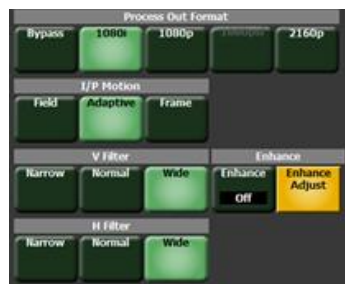 Process Out Format
Bypass 1080i 1080p 2160p
I/P Motion
Field Adaptive Frame
V Filter Enhance
Narrow Normal Wide Enhance Off Enhance Adjust
H Filter
Narrow Normal Wide